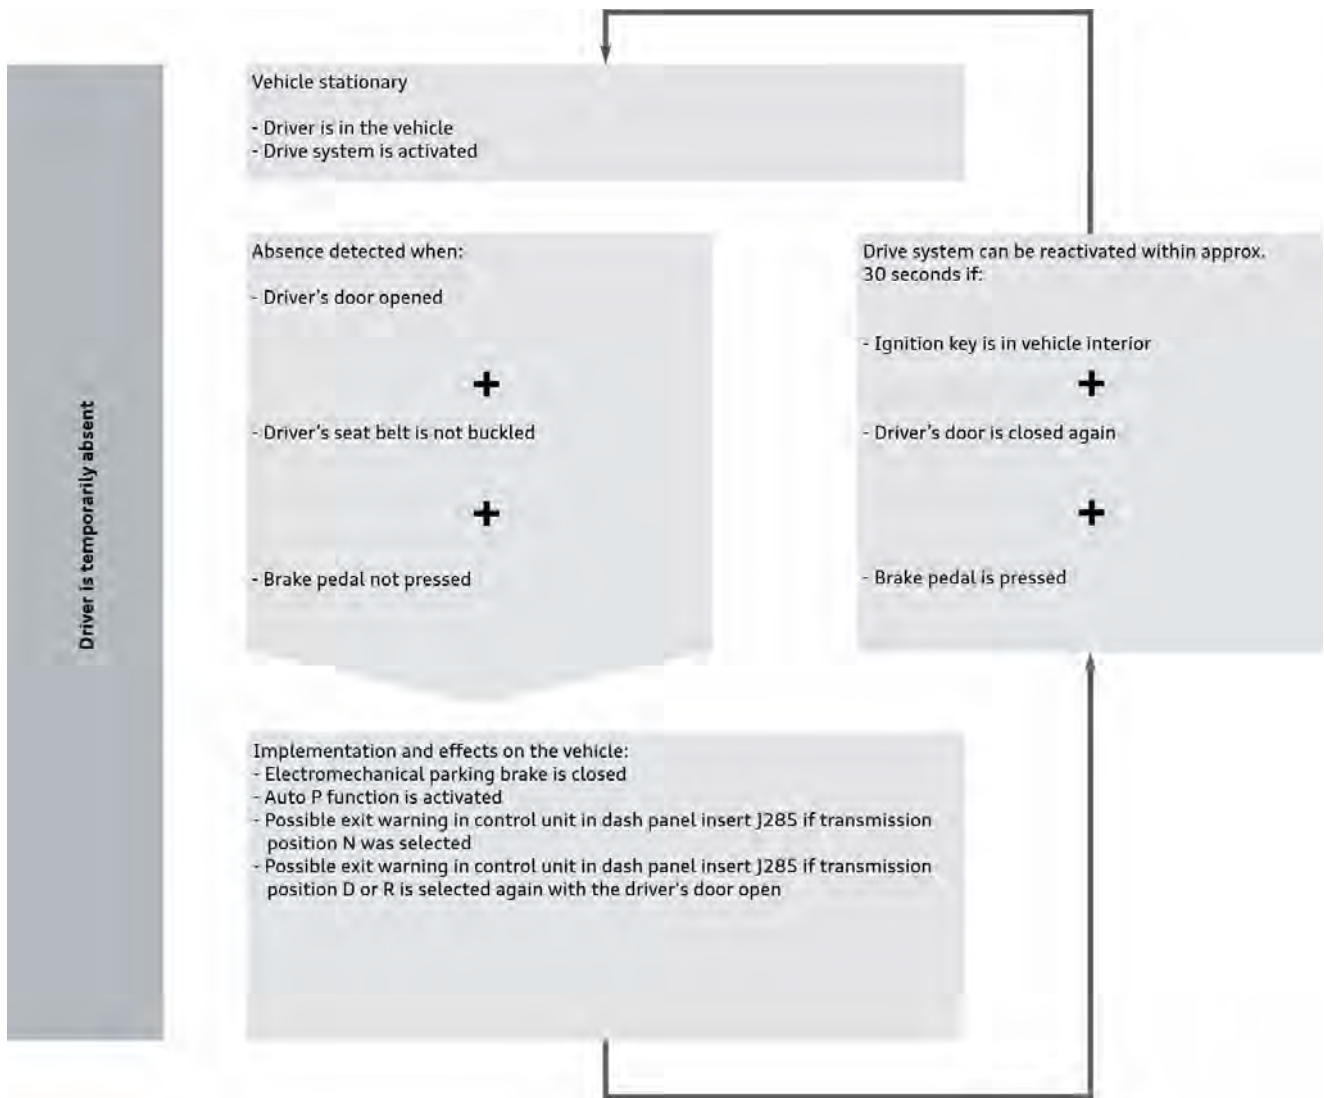 Driver is temporarily absent
Vehicle stationary
- Driver is in the vehicle
- Drive system is activated
Absence detected when:
- Driver's door opened
+
- Driver's seat belt is not buckled
+
- Brake pedal not pressed
Drive system can be reactivated within approx.
30 seconds if:
- Ignition key is in vehicle interior
+
- Driver's door is closed again
+
- Brake pedal is pressed
Implementation and effects on the vehicle:
- Electromechanical parking brake is closed
- Auto P function is activated
- Possible exit warning in control unit in dash panel insert J285 if transmission
position N was selected
- Possible exit warning in control unit in dash panel insert J285 if transmission
position D or R is selected again with the driver's door open